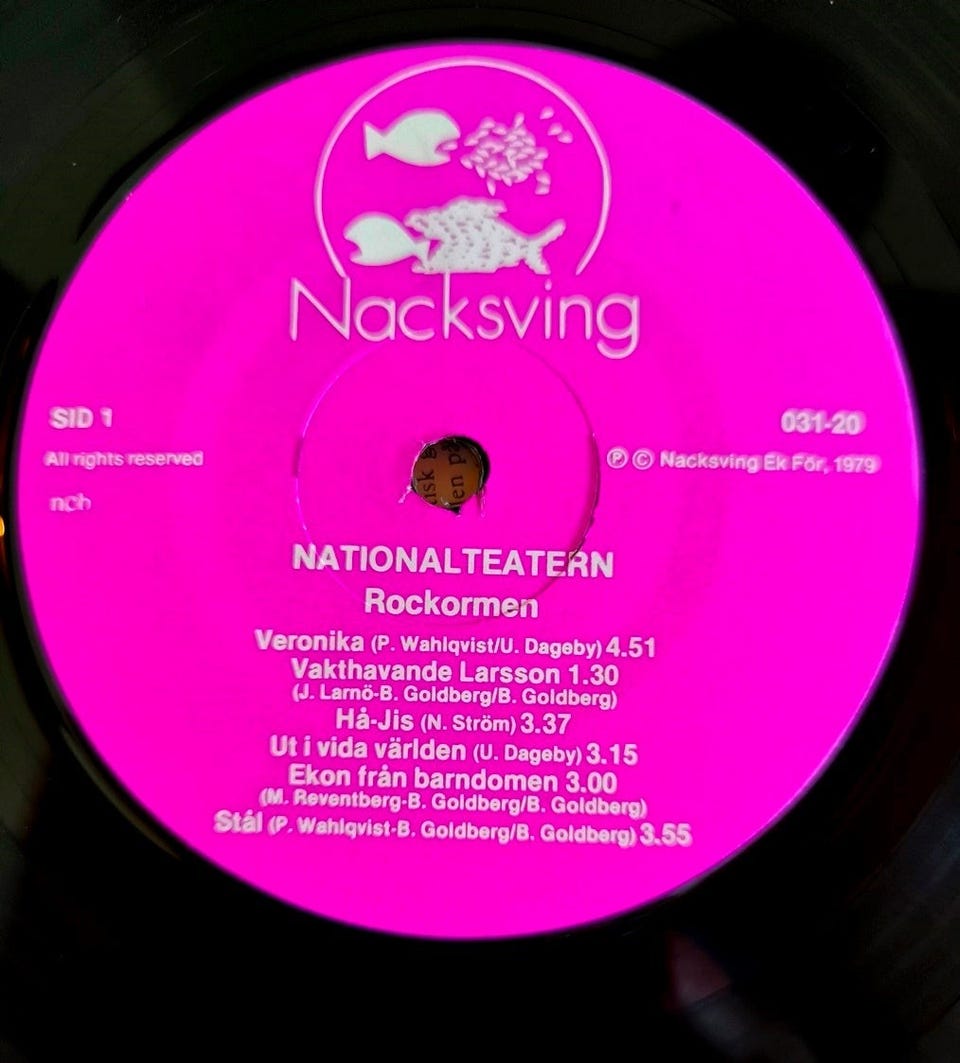 Nacksving
SID 1
031-20
All rights reserved
Ⓟ © Nacksving Ek För, 1979
ncb
NATIONALTEATERN
Rockormen
Veronika (P. Wahlqvist/U. Dageby) 4.51
Vakthavande Larsson 1.30
(J. Larnö-B. Goldberg/B. Goldberg)
Hå-Jis (N. Ström) 3.37
Ut i vida världen (U. Dageby) 3.15
Ekon från barndomen 3.00
(M. Reventberg-B. Goldberg/B. Goldberg)
Stål (P. Wahlqvist-B. Goldberg/B. Goldberg) 3.55